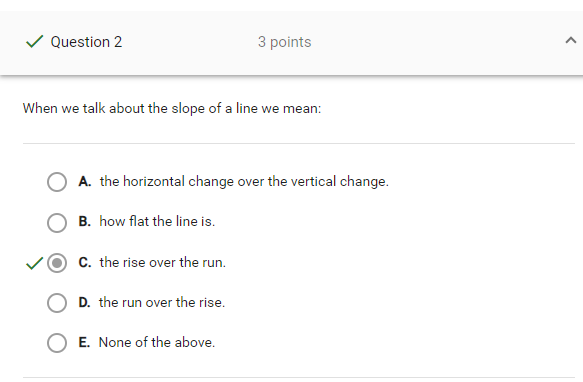 Question 2 3 points
When we talk about the slope of a line we mean:
A. the horizontal change over the vertical change.
B. how flat the line is.
C. the rise over the run.
D. the run over the rise.
E. None of the above.